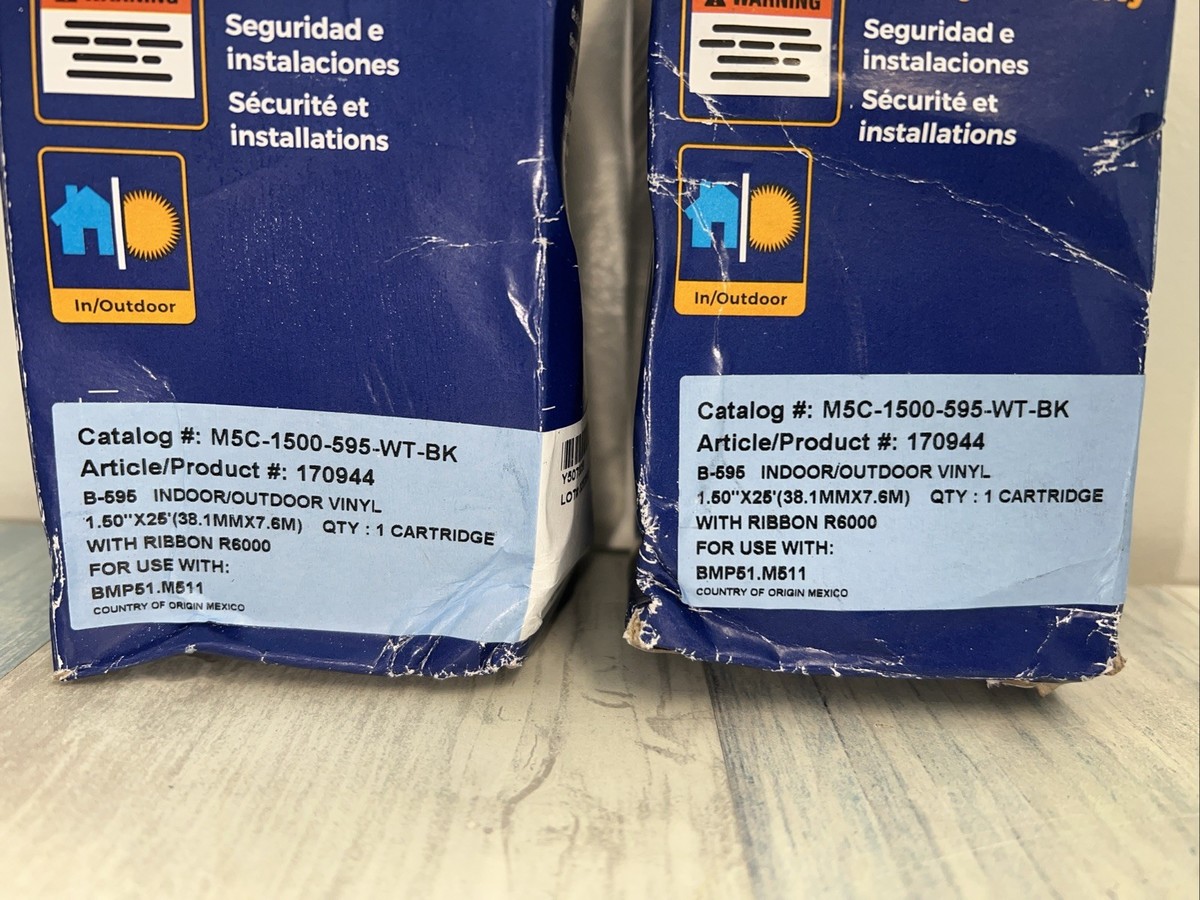 WARNING
Seguridad e
instalaciones
Sécurité et
installations
In/Outdoor
Catalog #: M5C-1500-595-WT-BK
Article/Product #: 170944
B-595 INDOOR/OUTDOOR VINYL
1.50"X25'(38.1MMX7.6M) QTY : 1 CARTRIDGE
WITH RIBBON R6000
FOR USE WITH:
BMP51.M511
COUNTRY OF ORIGIN MEXICO
WARNING
Seguridad e
instalaciones
Sécurité et
installations
In/Outdoor
Catalog #: M5C-1500-595-WT-BK
Article/Product #: 170944
B-595 INDOOR/OUTDOOR VINYL
1.50"X25'(38.1MMX7.6M) QTY : 1 CARTRIDGE
WITH RIBBON R6000
FOR USE WITH:
BMP51.M511
COUNTRY OF ORIGIN MEXICO